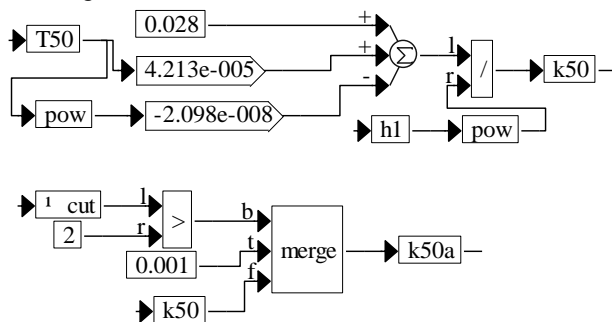 0.028 +
T50 + Σ l / k50
4.213e-005 - r
pow -2.098e-008 h1 pow
¹ cut l > b
2 r t merge k50a
0.001 f
k50